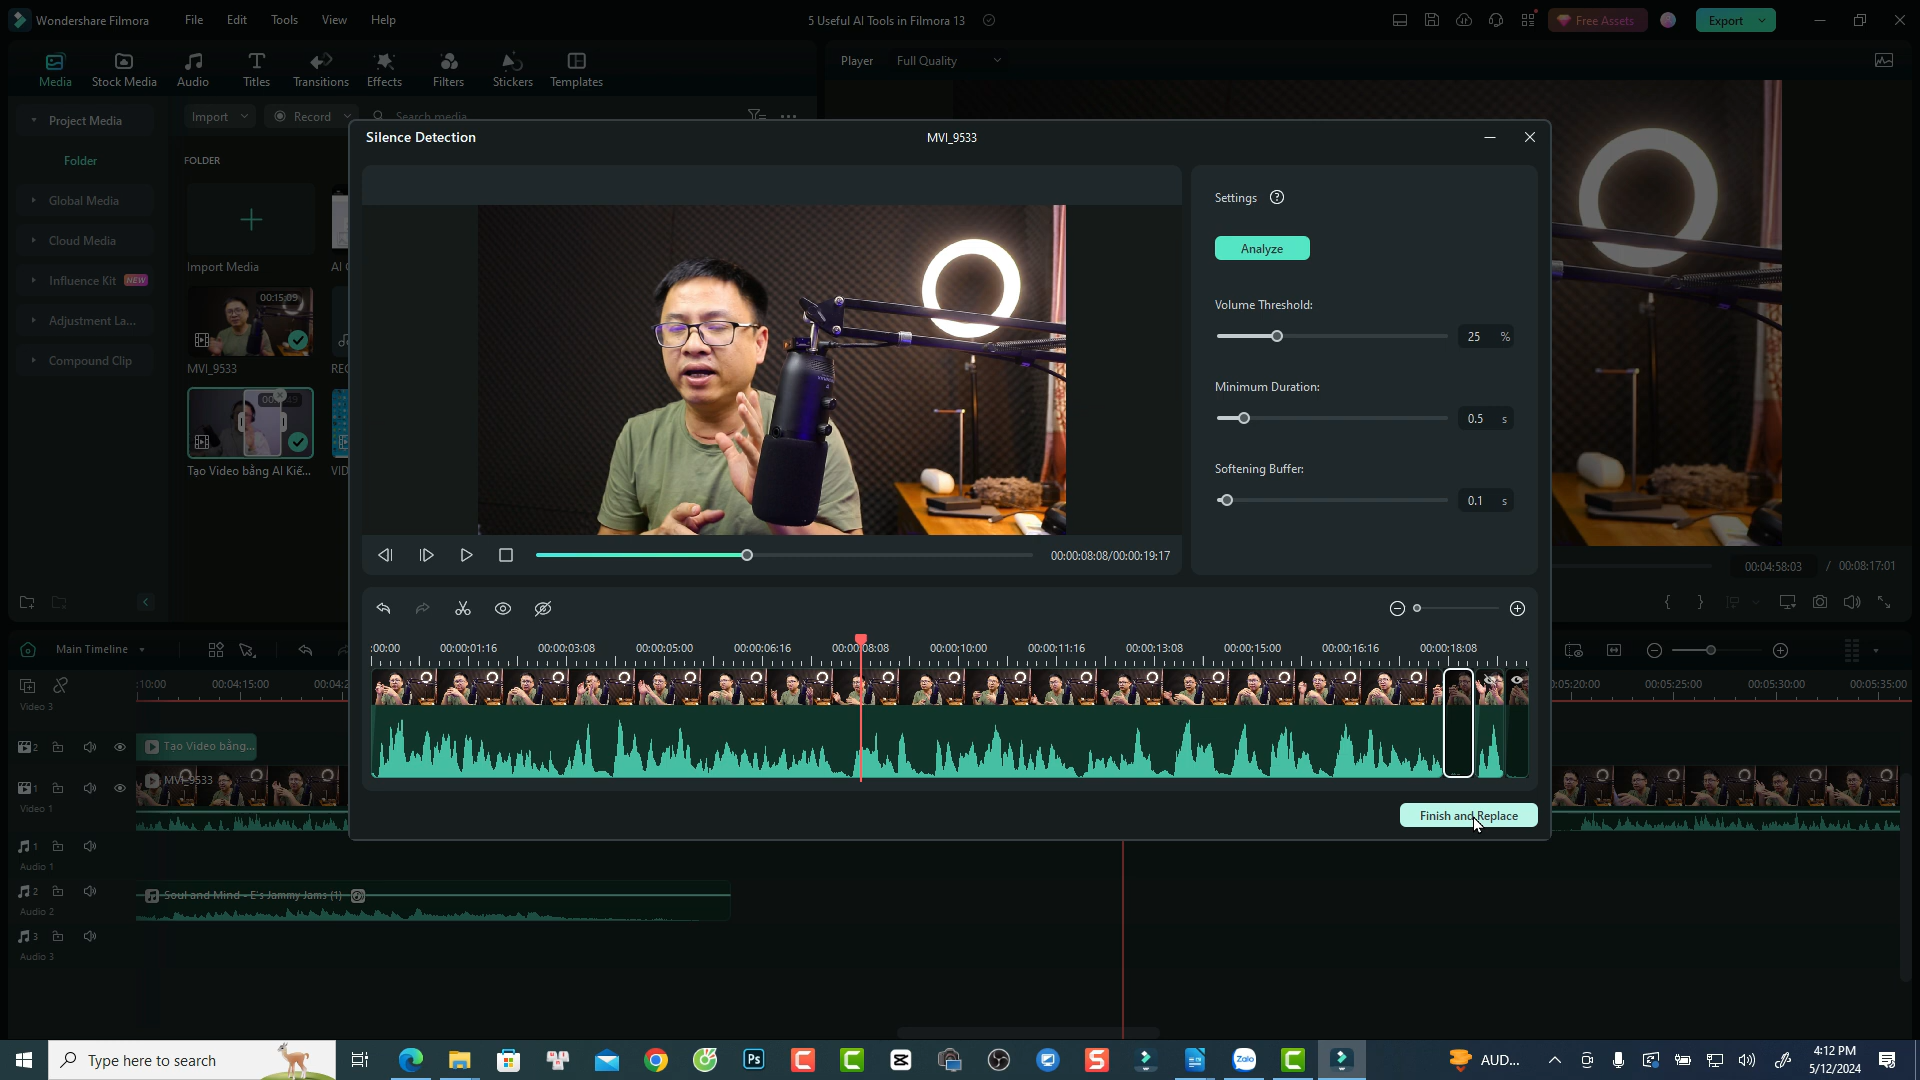 Wondershare Filmora File Edit Tools View Help 5 Useful AI Tools in Filmora 13 Free Assets Export
Media Stock Media Audio Titles Transitions Effects Filters Stickers Templates
Player Full Quality
Project Media Import Record Search media
Folder FOLDER
Global Media
Cloud Media
Import Media
Influence Kit NEW
Adjustment La...
Compound Clip
00:15:09
MVI_9533
Tạo Video bằng AI Kiế...
Silence Detection MVI_9533
Settings
Analyze
Volume Threshold:
25 %
Minimum Duration:
0.5 s
Softening Buffer:
0.1 s
00:00:08:08/00:00:19:17
:00:00 00:00:01:16 00:00:03:08 00:00:05:00 00:00:06:16 00:00:08:08 00:00:10:00 00:00:11:16 00:00:13:08 00:00:15:00 00:00:16:16 00:00:18:08
Finish and Replace
00:04:58:03 / 00:08:17:01
Main Timeline
:10:00 00:04:15:00 00:04:2
0:05:20:00 00:05:25:00 00:05:30:00 00:05:35:00
Video 3
2 Tạo Video bằng...
1 MVI_9533
Video 1
1
Audio 1
2 Soul and Mind - E's Jammy Jams (1)
Audio 2
3
Audio 3
Type here to search
Ps
Zalo
AUD...
4:12 PM
5/12/2024